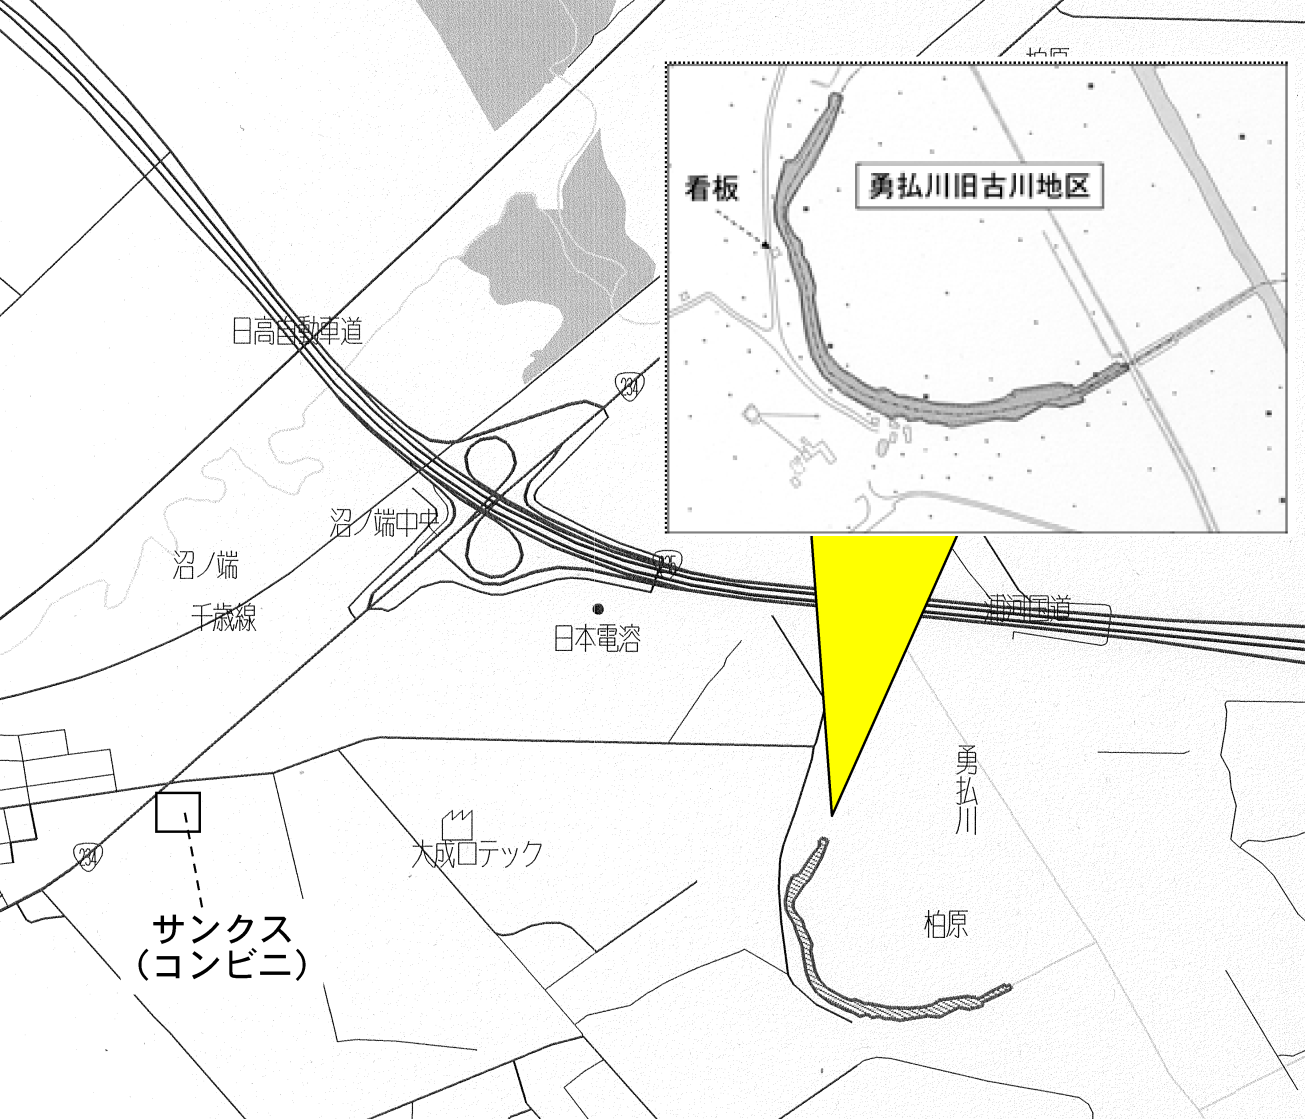 柏原
看板
勇払川旧古川地区
日高自動車道
234
沼ノ端中央
沼ノ端
235
千歳線
日本電溶
浦河国道
勇払川
234
大成ロテック
サンクス
(コンビニ)
柏原